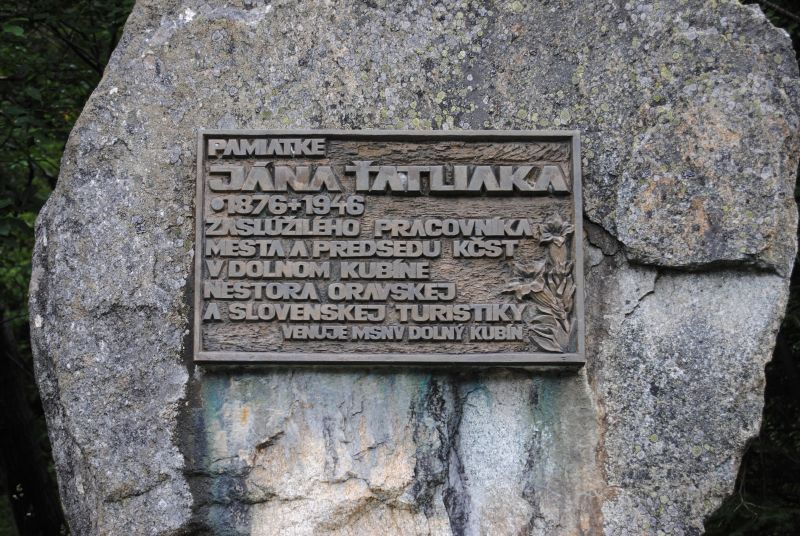 PAMIATKE
JÁNA ŤATLIAKA
•1876+1946
ZASLÚŽILÉHO PRACOVNÍKA
MESTA A PREDSEDU KČST
V DOLNOM KUBÍNE
NESTORA ORAVSKEJ
A SLOVENSKEJ TURISTIKY
VENUJE MSNV DOLNÝ KUBÍN